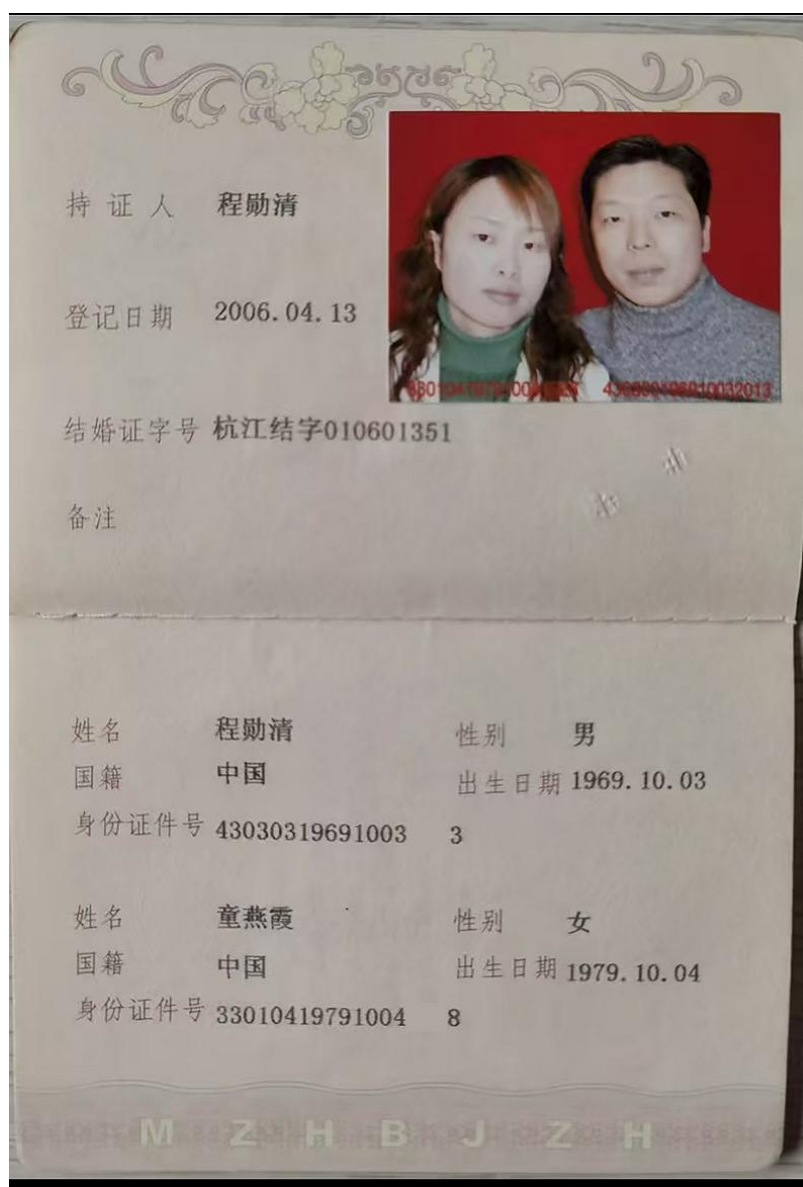 持证人 程勋清
登记日期 2006.04.13
结婚证字号 杭江结字010601351
备注
姓名 程勋清 性别 男
国籍 中国 出生日期 1969.10.03
身份证件号 43030319691003 3
姓名 童燕霞 性别 女
国籍 中国 出生日期 1979.10.04
身份证件号 33010419791004 8
M Z H B J Z H